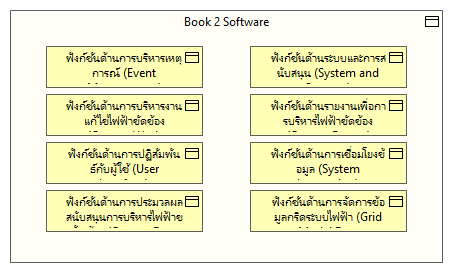 Book 2 Software
ฟังก์ชันด้านการบริหารเหตุ
การณ์ (Event
ฟังก์ชันด้านระบบและการส
นับสนุน (System and
ฟังก์ชันด้านการบริหารงาน
แก้ไขไฟฟ้าขัดข้อง
ฟังก์ชันด้านรายงานเพื่อกา
รบริหารไฟฟ้าขัดข้อง
ฟังก์ชันด้านการปฏิสัมพัน
ธ์กับผู้ใช้ (User
ฟังก์ชันด้านการเชื่อมโยงข้
อมูล (System
ฟังก์ชันด้านการประมวลผล
สนับสนุนการบริหารไฟฟ้าข
ฟังก์ชันด้านการจัดการข้อ
มูลกริดระบบไฟฟ้า (Grid